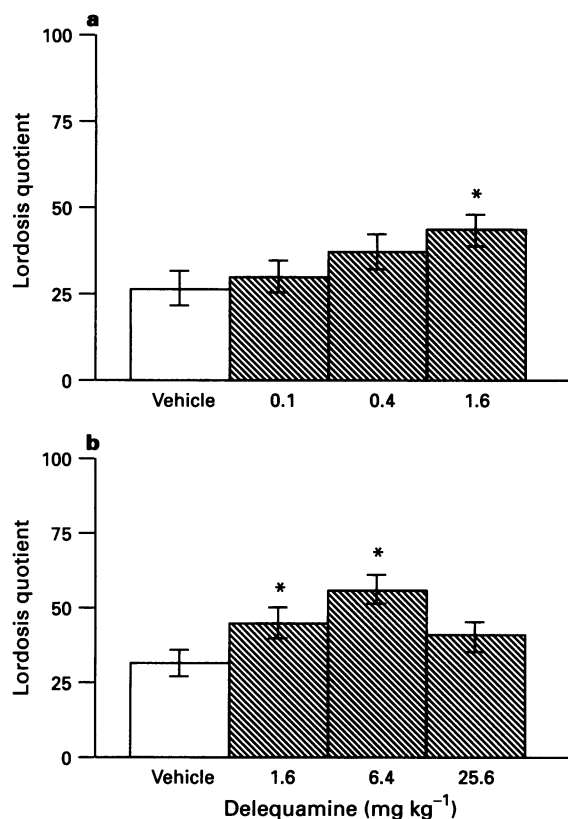 a
100
75
50
25
0
Lordosis quotient
*
Vehicle 0.1 0.4 1.6
b
100
75
50
25
0
Lordosis quotient
* *
Vehicle 1.6 6.4 25.6
Delequamine (mg kg⁻¹)